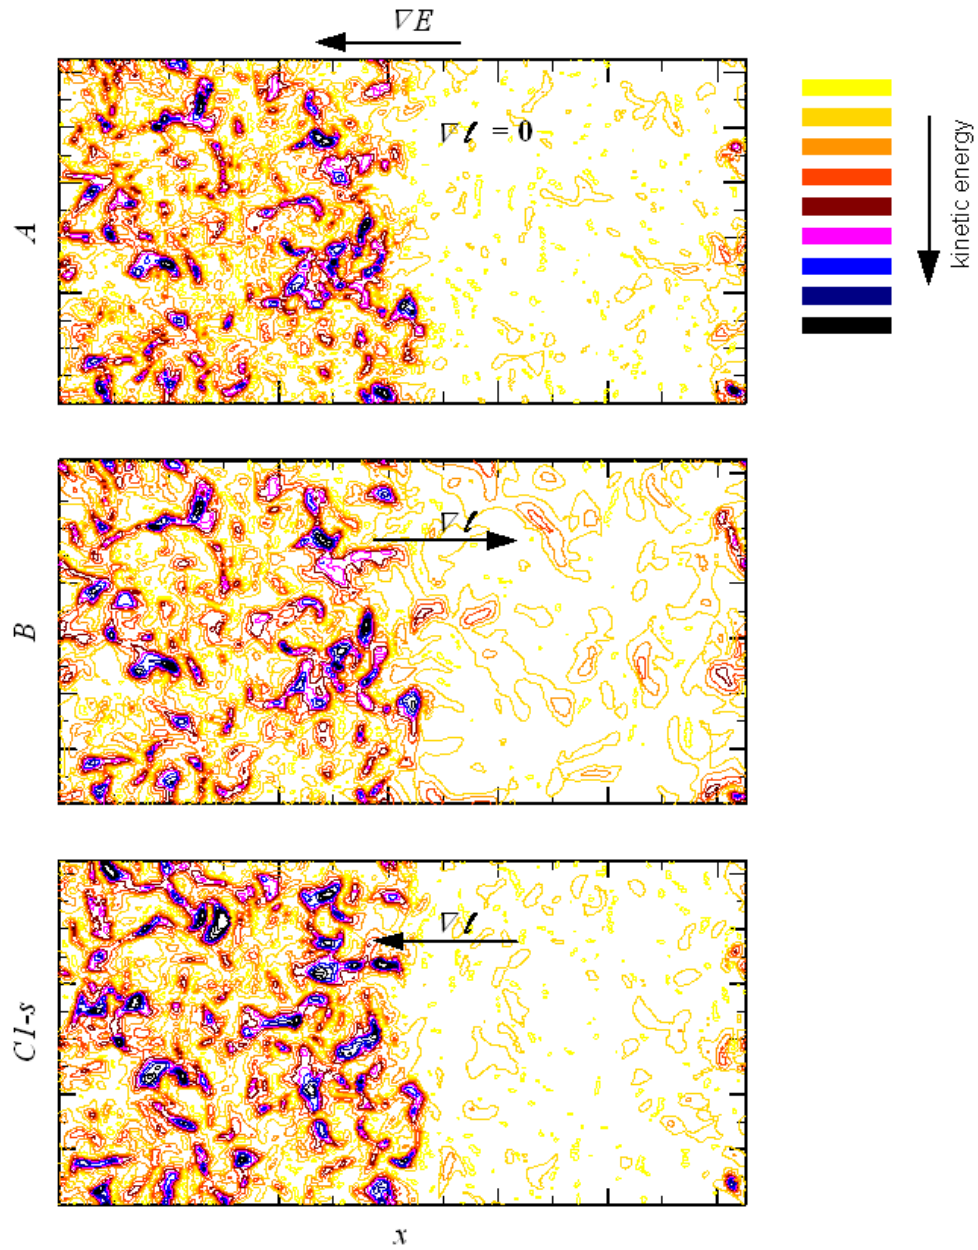 ∇E
∇ℓ = 0
A
kinetic energy
∇ℓ
B
∇ℓ
C1-s
x